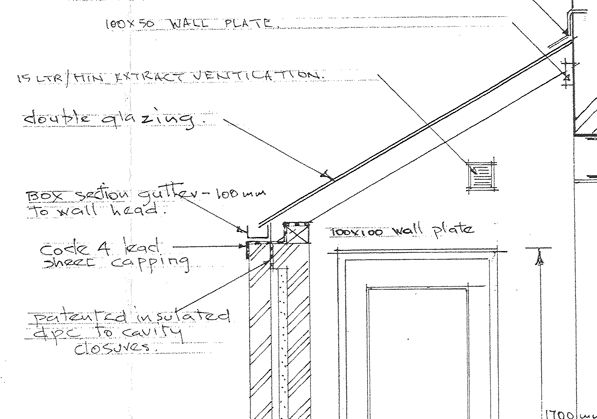 100X50 WALL PLATE.
15 LTR/MIN EXTRACT VENTILATION.
double glazing.
Box section gutter - 100mm
to wall head.
100x100 wall plate
code 4 lead
sheet capping
patented insulated
dpc to cavity
closures.
1700 mm